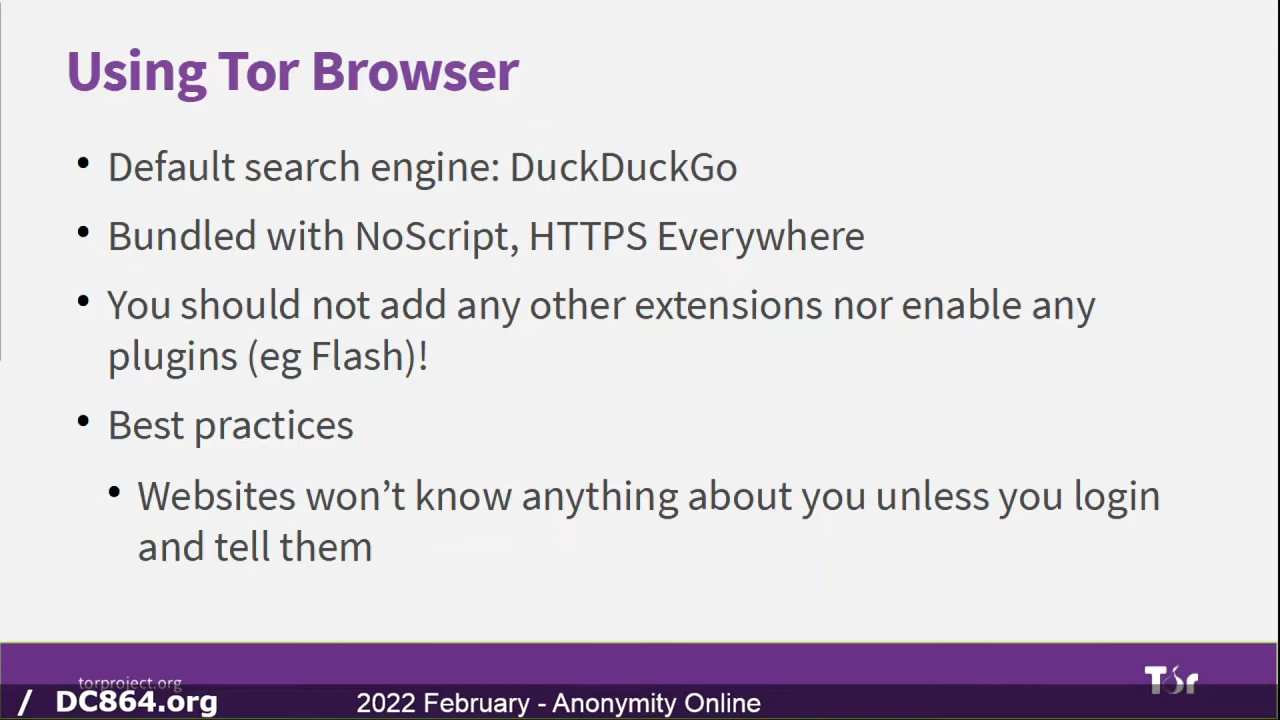 Using Tor Browser
• Default search engine: DuckDuckGo
• Bundled with NoScript, HTTPS Everywhere
• You should not add any other extensions nor enable any
plugins (eg Flash)!
• Best practices
• Websites won’t know anything about you unless you login
and tell them
torproject.org
Tor
/ DC864.org
2022 February - Anonymity Online